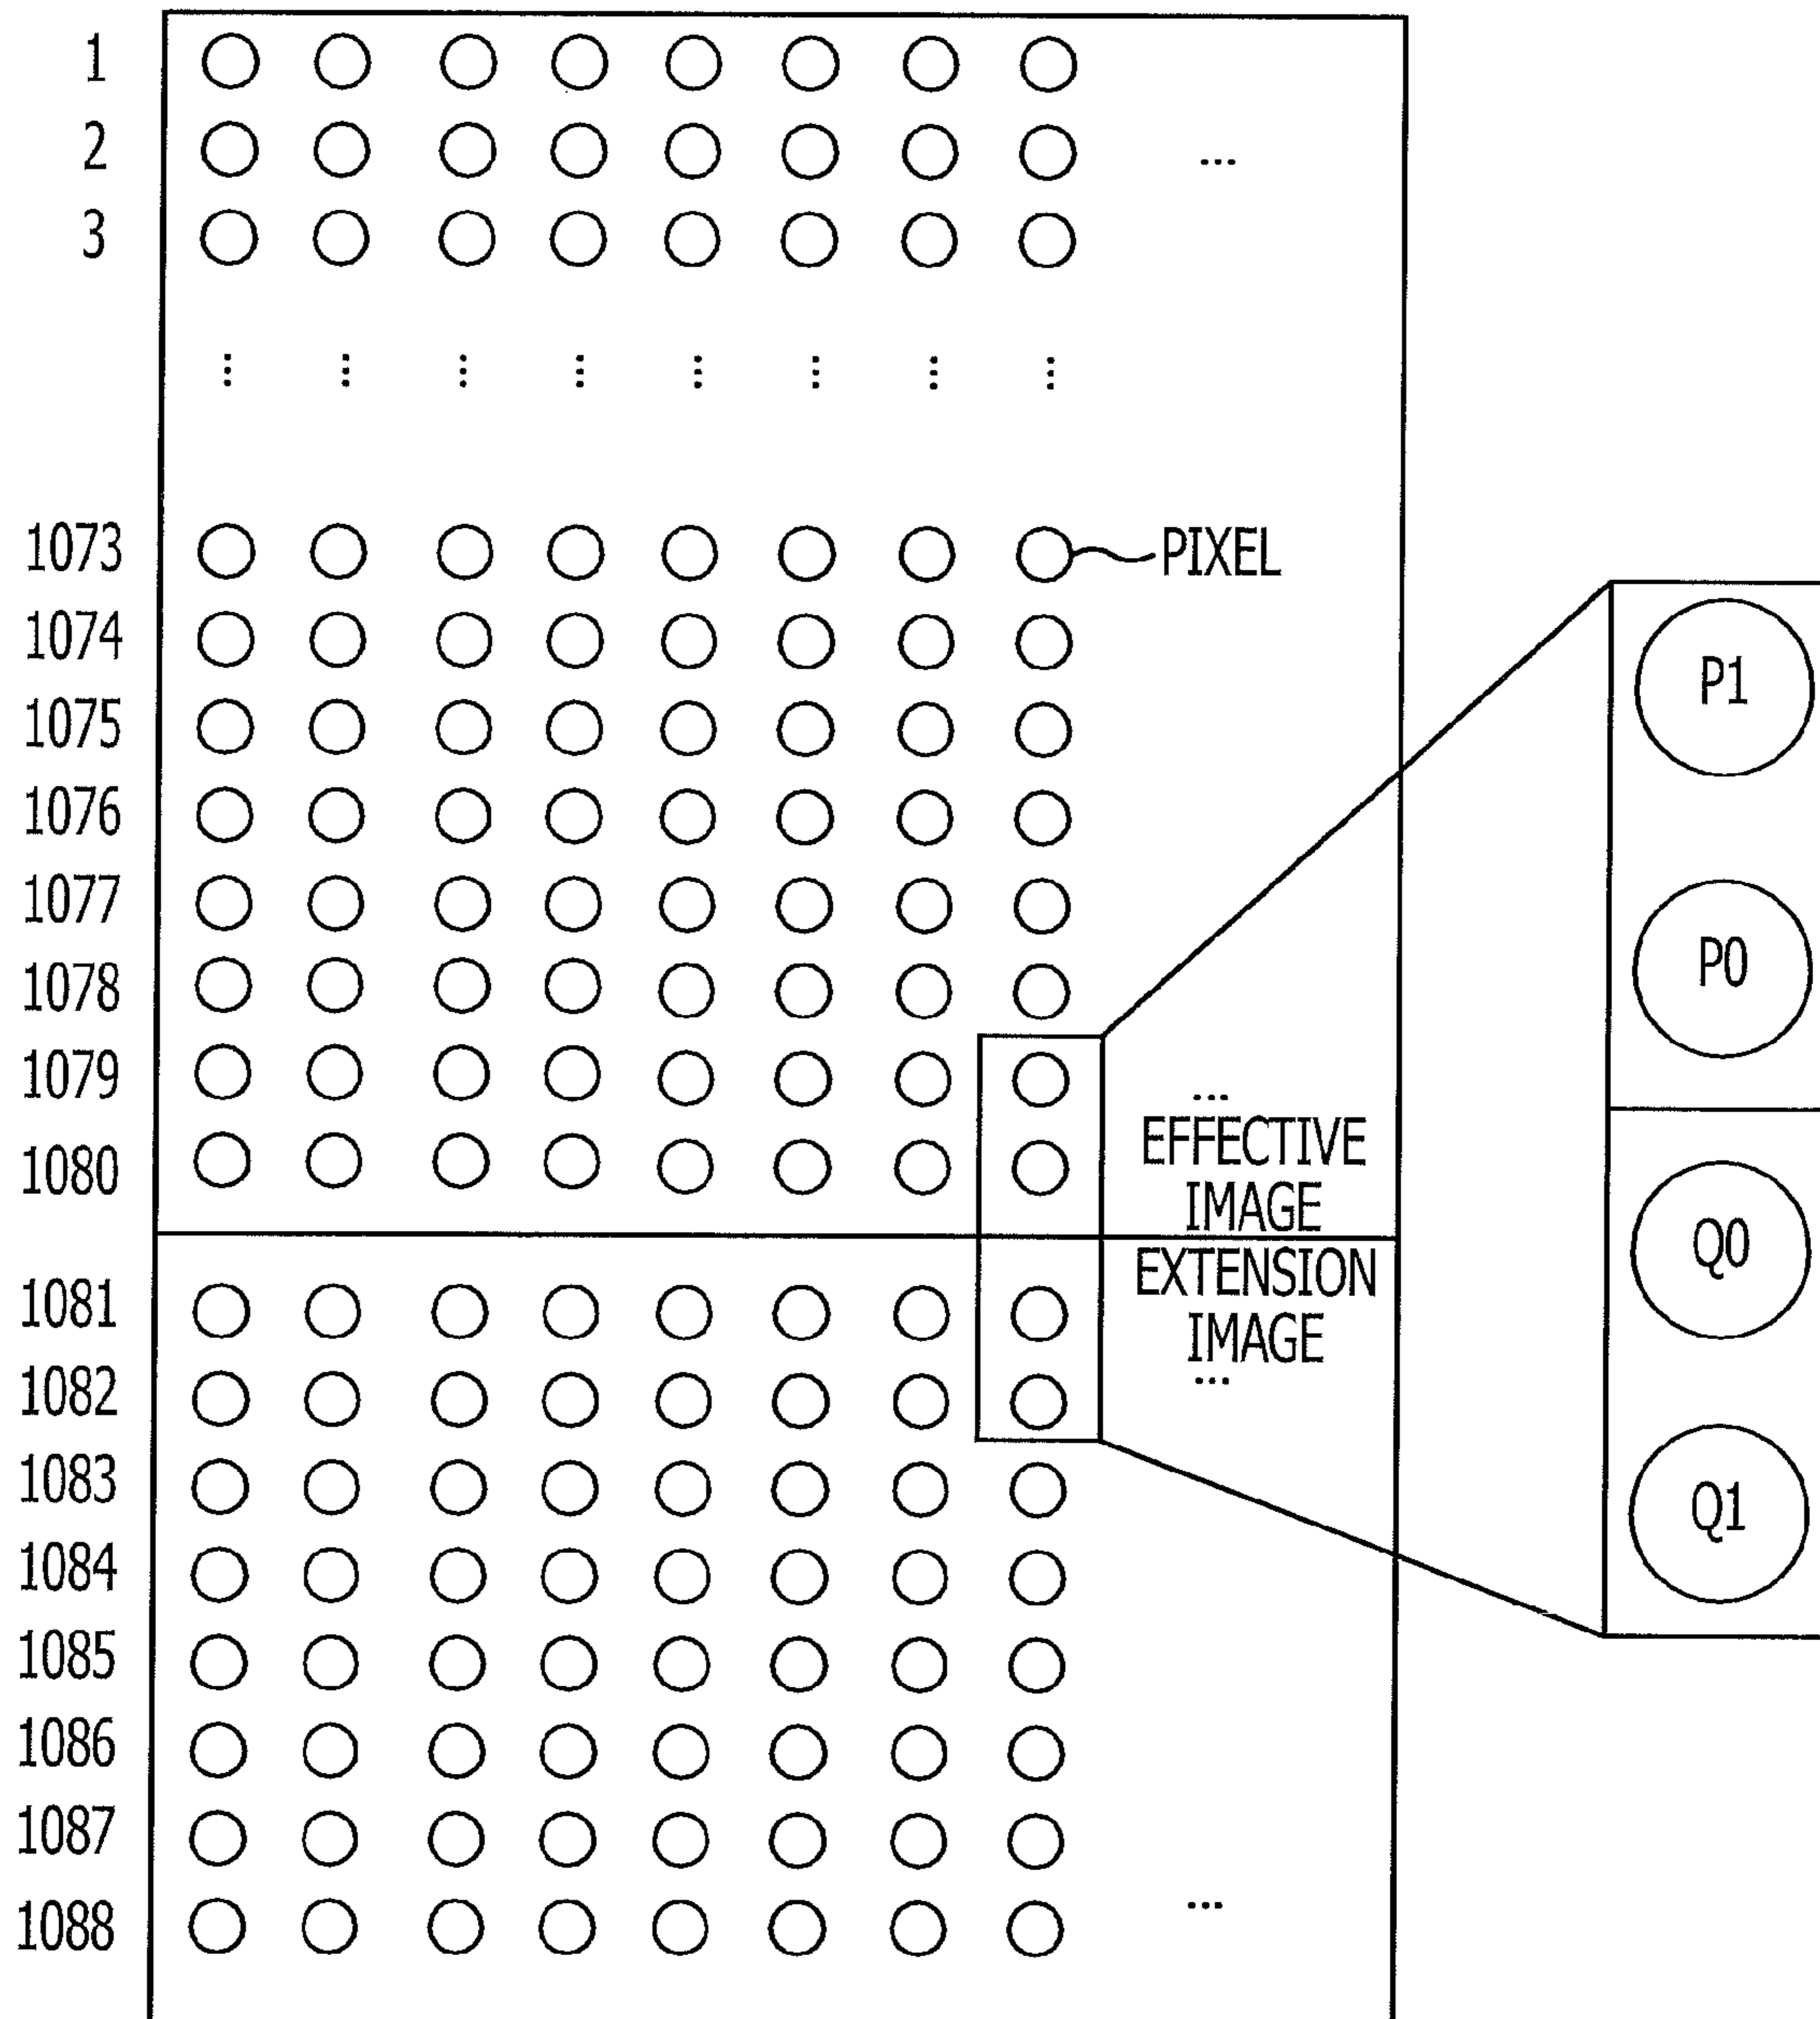 1
2
...
3
1073
PIXEL
1074
1075
1076
1077
1078
1079
...
1080
EFFECTIVE
IMAGE
1081
EXTENSION
IMAGE
1082
...
1083
1084
1085
1086
1087
1088
...
P1
P0
Q0
Q1